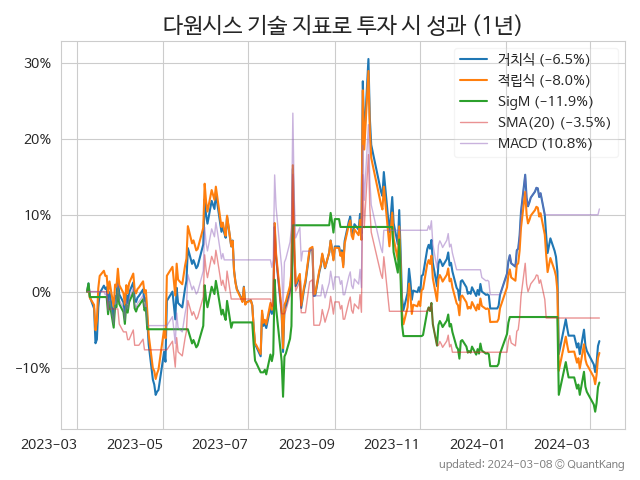 다원시스 기술 지표로 투자 시 성과 (1년)
거치식 (−6.5%)
적립식 (−8.0%)
SigM (−11.9%)
SMA(20) (−3.5%)
MACD (10.8%)
30%
20%
10%
0%
−10%
2023−03 2023−05 2023−07 2023−09 2023−11 2024−01 2024−03
updated: 2024−03−08 © QuantKang